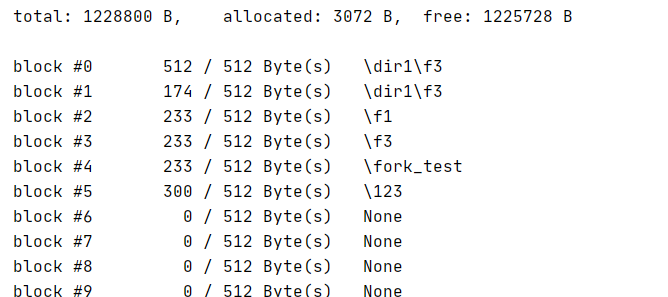 total: 1228800 B,    allocated: 3072 B,  free: 1225728 B
block #0       512 / 512 Byte(s)   \dir1\f3
block #1       174 / 512 Byte(s)   \dir1\f3
block #2       233 / 512 Byte(s)   \f1
block #3       233 / 512 Byte(s)   \f3
block #4       233 / 512 Byte(s)   \fork_test
block #5       300 / 512 Byte(s)   \123
block #6         0 / 512 Byte(s)   None
block #7         0 / 512 Byte(s)   None
block #8         0 / 512 Byte(s)   None
block #9         0 / 512 Byte(s)   None